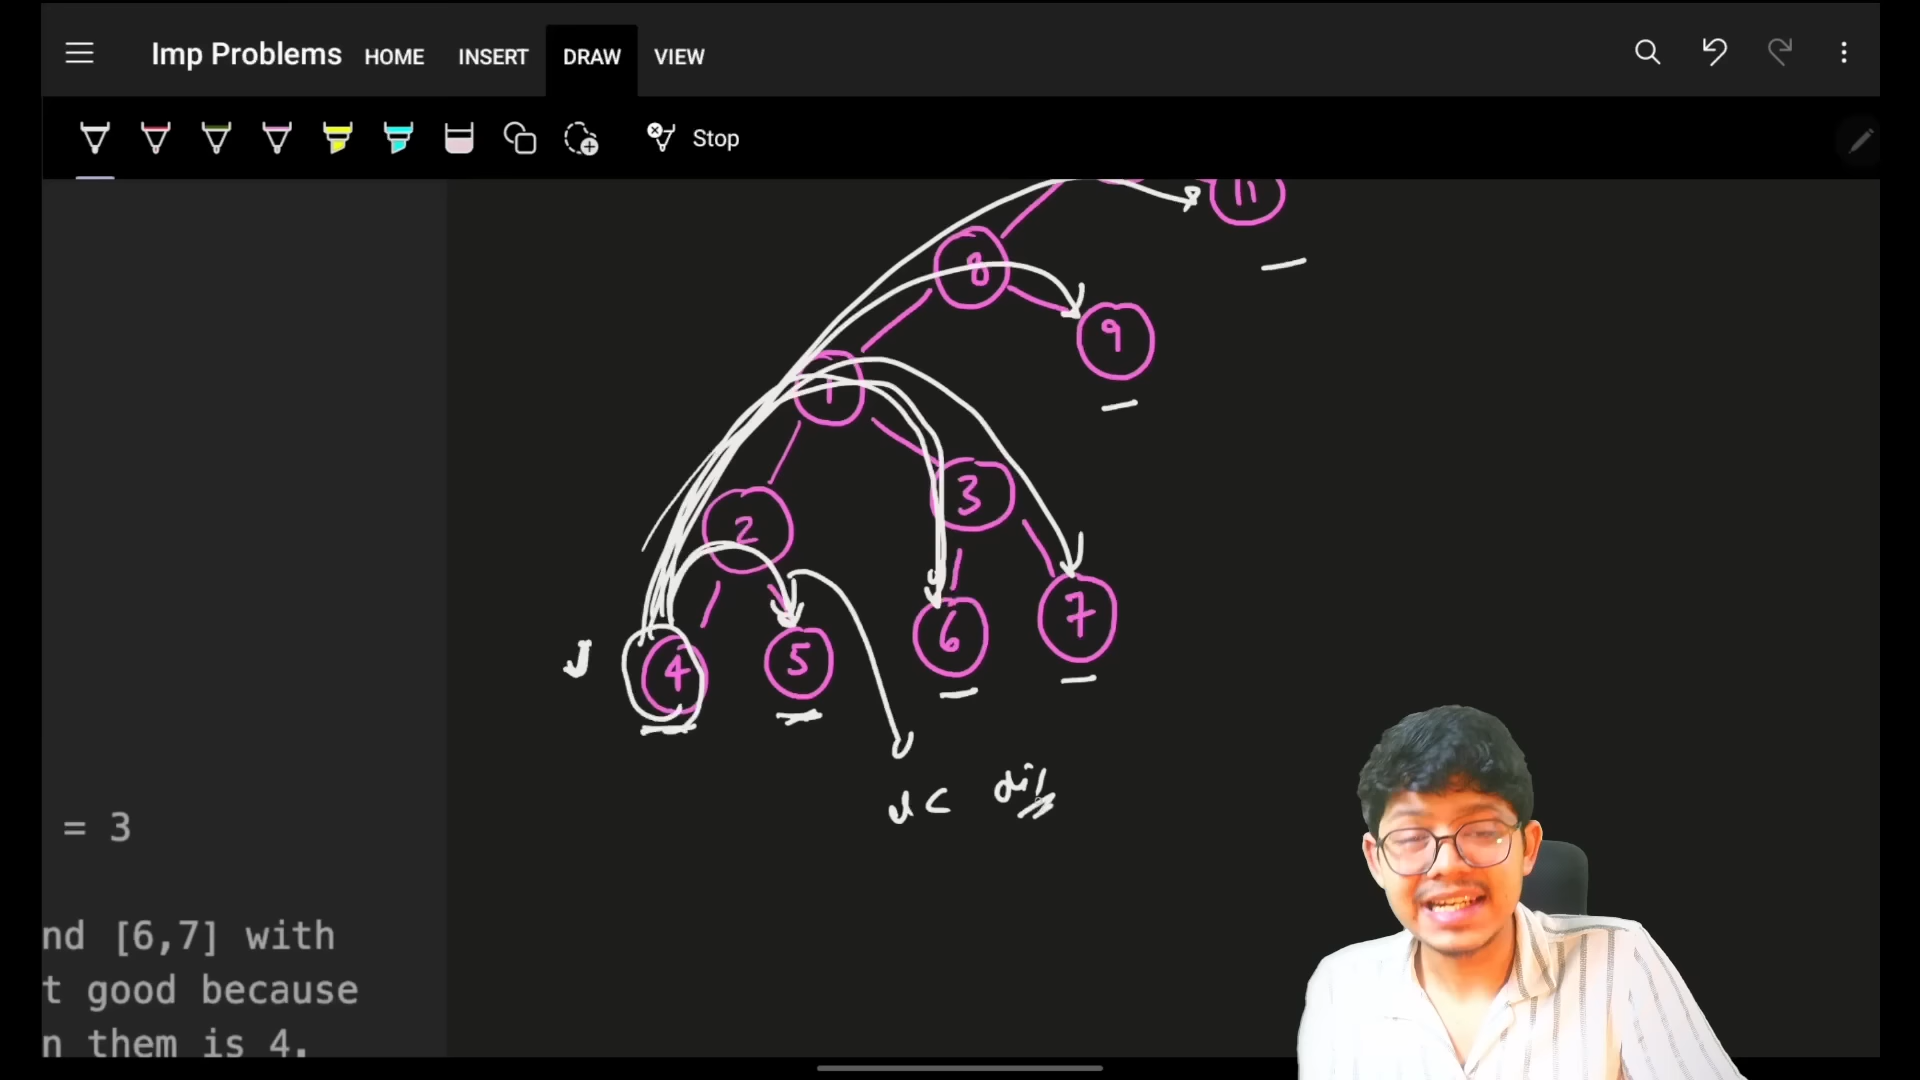 Imp Problems HOME INSERT DRAW VIEW
Stop
11
8
9
1
3
2
7
6
5
4
= 3
nd [6,7] with
t good because
n them is 4.